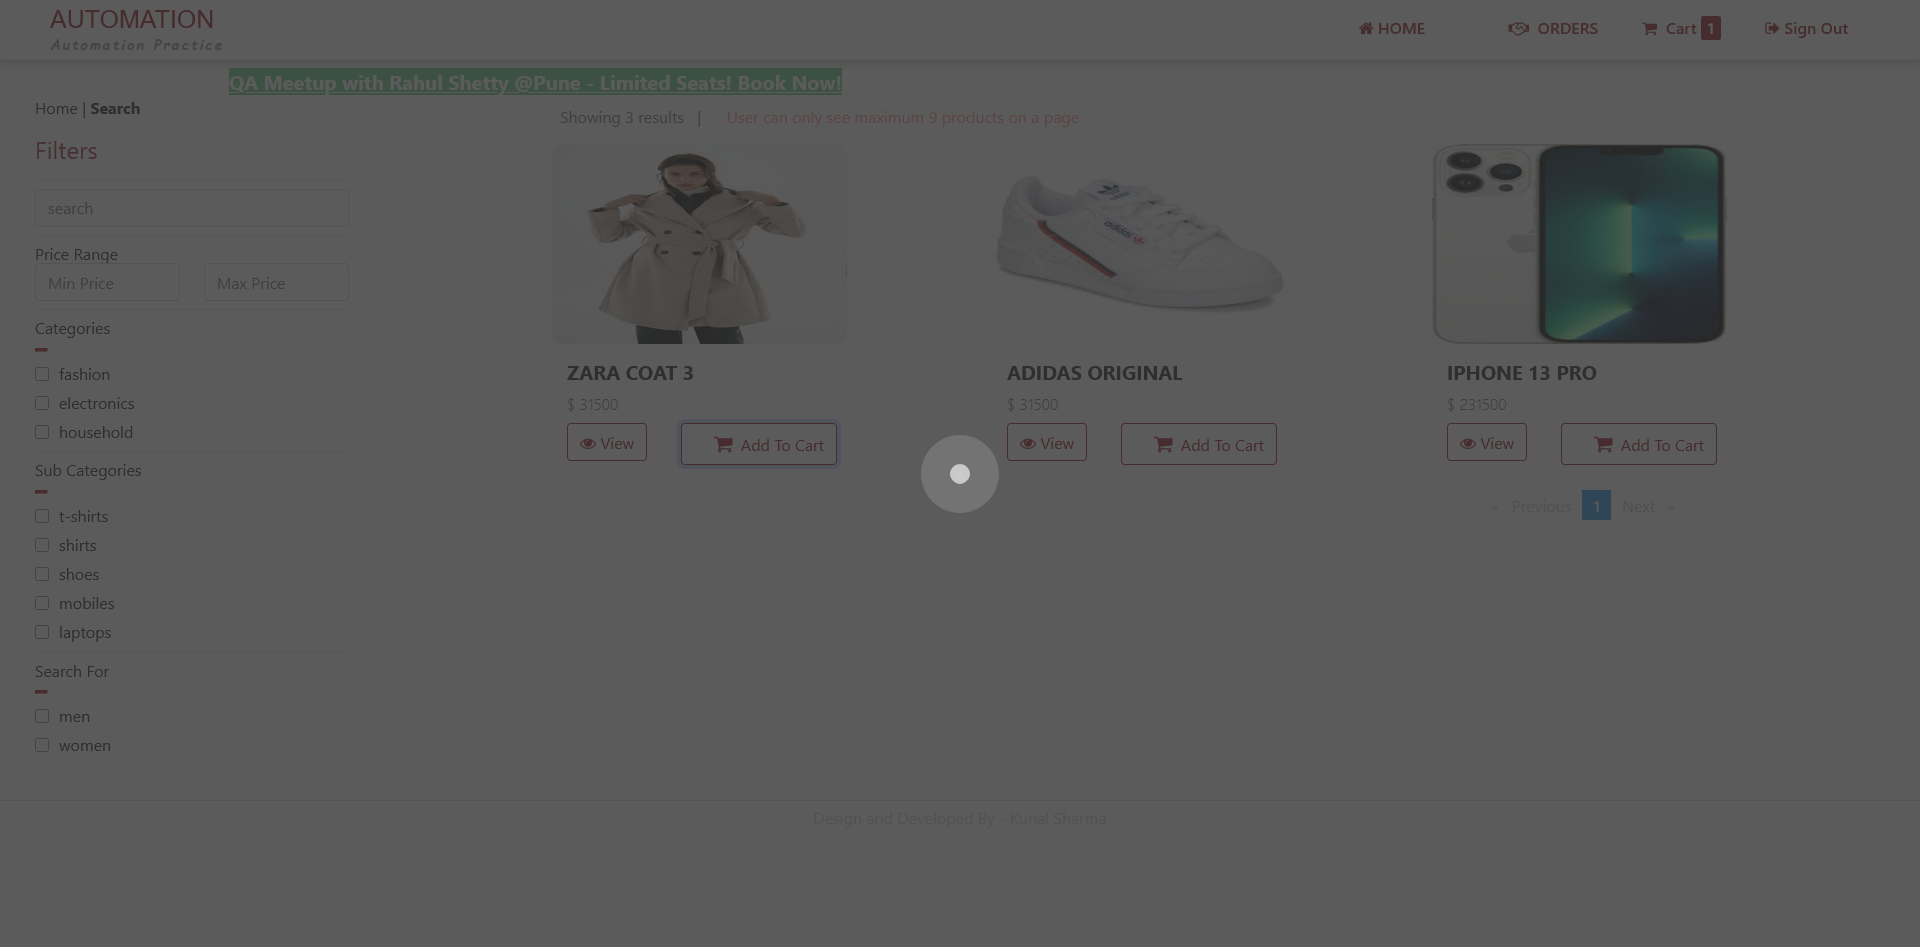 AUTOMATION
Automation Practice
HOME
ORDERS
Cart 1
Sign Out
QA Meetup with Rahul Shetty @Pune - Limited Seats! Book Now!
Home | Search
Showing 3 results |
User can only see maximum 9 products on a page
Filters
search
Price Range
Min Price
Max Price
Categories
fashion
electronics
household
Sub Categories
t-shirts
shirts
shoes
mobiles
laptops
Search For
men
women
ZARA COAT 3
$ 31500
View
Add To Cart
adidas
ADIDAS ORIGINAL
$ 31500
View
Add To Cart
IPHONE 13 PRO
$ 231500
View
Add To Cart
« Previous 1 Next »
Design and Developed By - Kunal Sharma